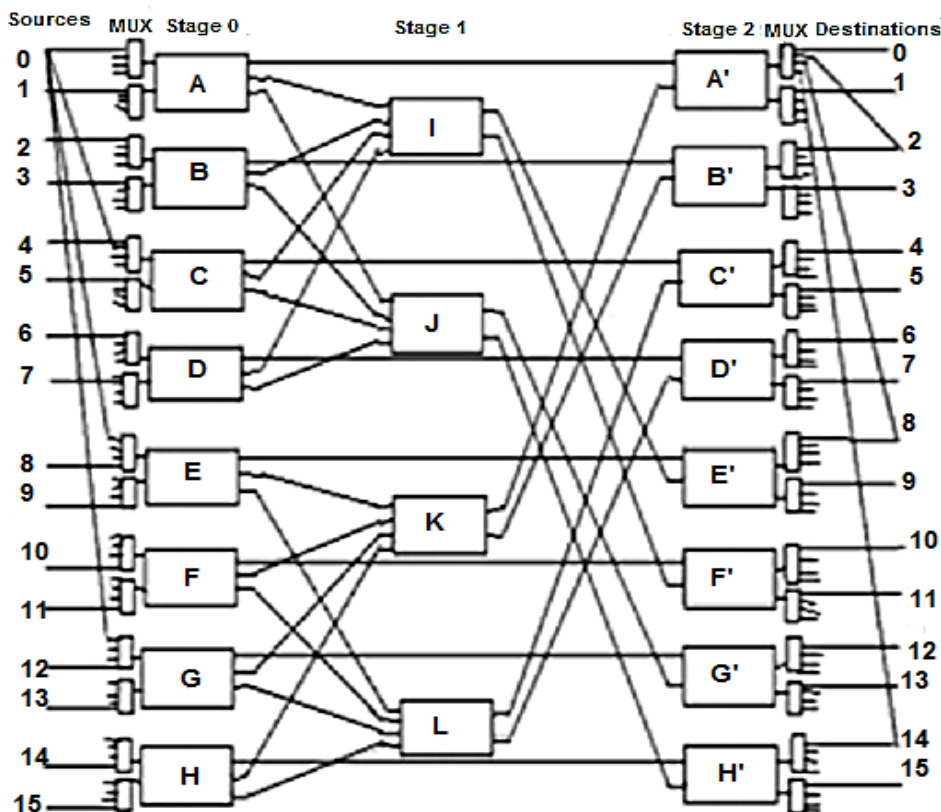 Sources MUX Stage 0 Stage 1 Stage 2 MUX Destinations
0 A A' 0
1 I 1
2 B B' 2
3 3
4 C C' 4
5 J 5
6 D D' 6
7 7
8 E E' 8
9 K 9
10 F F' 10
11 11
12 G G' 12
13 L 13
14 H H' 14
15 15